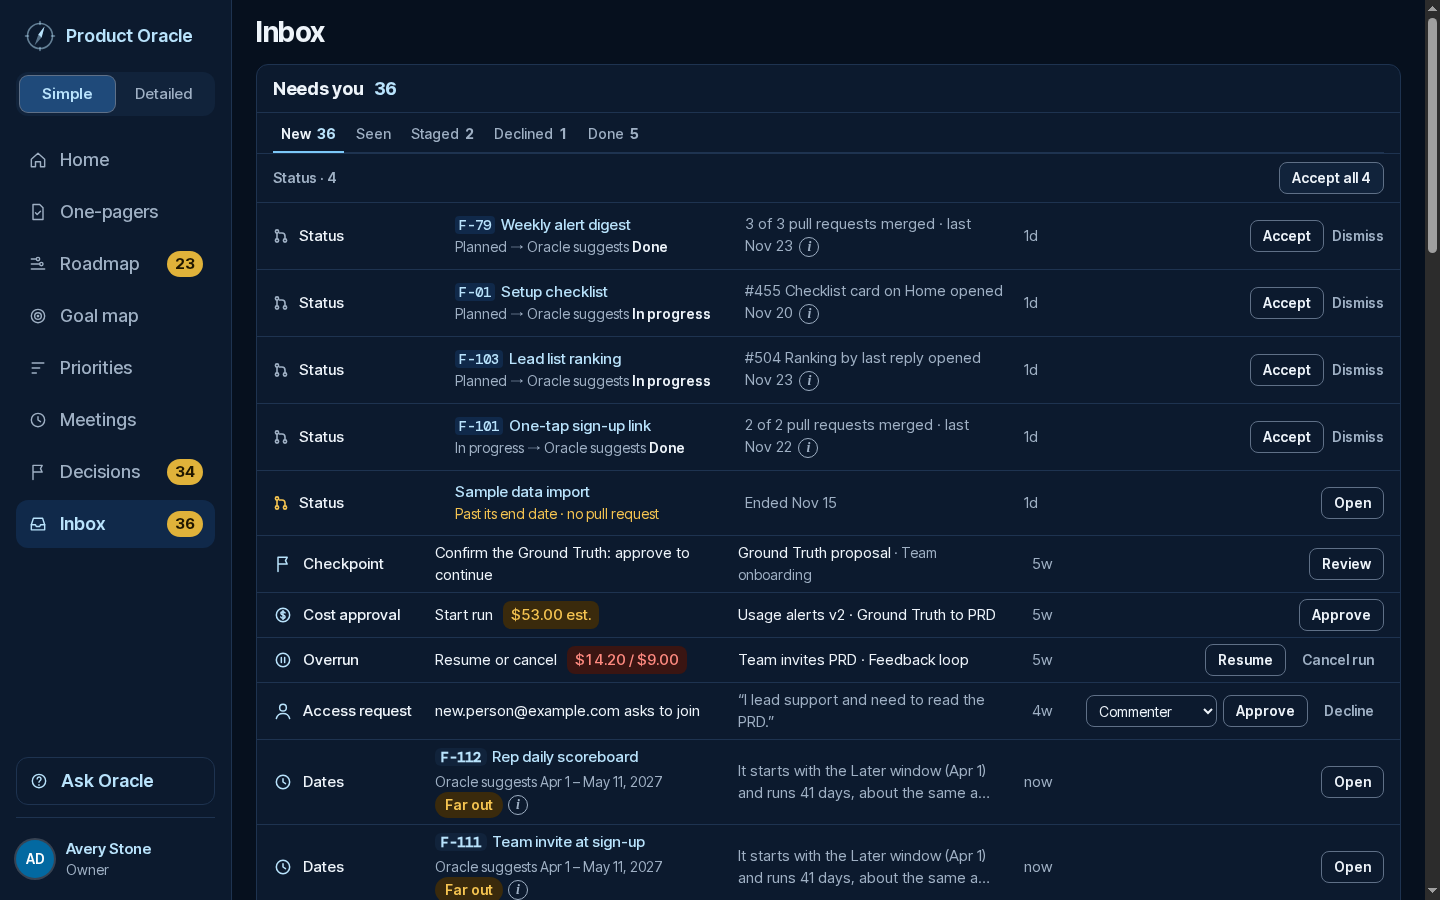 Product Oracle
Simple
Detailed
Home
One-pagers
Roadmap 23
Goal map
Priorities
Meetings
Decisions 34
Inbox 36
Ask Oracle
AD
Avery Stone
Owner
Inbox
Needs you 36
New 36 Seen Staged 2 Declined 1 Done 5
Status · 4
Accept all 4
Status
F-79 Weekly alert digest
Planned → Oracle suggests Done
3 of 3 pull requests merged · last
Nov 23 i
1d
Accept Dismiss
Status
F-01 Setup checklist
Planned → Oracle suggests In progress
#455 Checklist card on Home opened
Nov 20 i
1d
Accept Dismiss
Status
F-103 Lead list ranking
Planned → Oracle suggests In progress
#504 Ranking by last reply opened
Nov 23 i
1d
Accept Dismiss
Status
F-101 One-tap sign-up link
In progress → Oracle suggests Done
2 of 2 pull requests merged · last
Nov 22 i
1d
Accept Dismiss
Status
Sample data import
Past its end date · no pull request
Ended Nov 15
1d
Open
Checkpoint
Confirm the Ground Truth: approve to
continue
Ground Truth proposal · Team
onboarding
5w
Review
Cost approval
Start run $53.00 est.
Usage alerts v2 · Ground Truth to PRD
5w
Approve
Overrun
Resume or cancel $14.20 / $9.00
Team invites PRD · Feedback loop
5w
Resume Cancel run
Access request
new.person@example.com asks to join
“I lead support and need to read the
PRD.”
4w
Commenter Approve Decline
Dates
F-112 Rep daily scoreboard
Oracle suggests Apr 1 – May 11, 2027
Far out i
It starts with the Later window (Apr 1)
and runs 41 days, about the same a...
now
Open
Dates
F-111 Team invite at sign-up
Oracle suggests Apr 1 – May 11, 2027
Far out i
It starts with the Later window (Apr 1)
and runs 41 days, about the same a...
now
Open